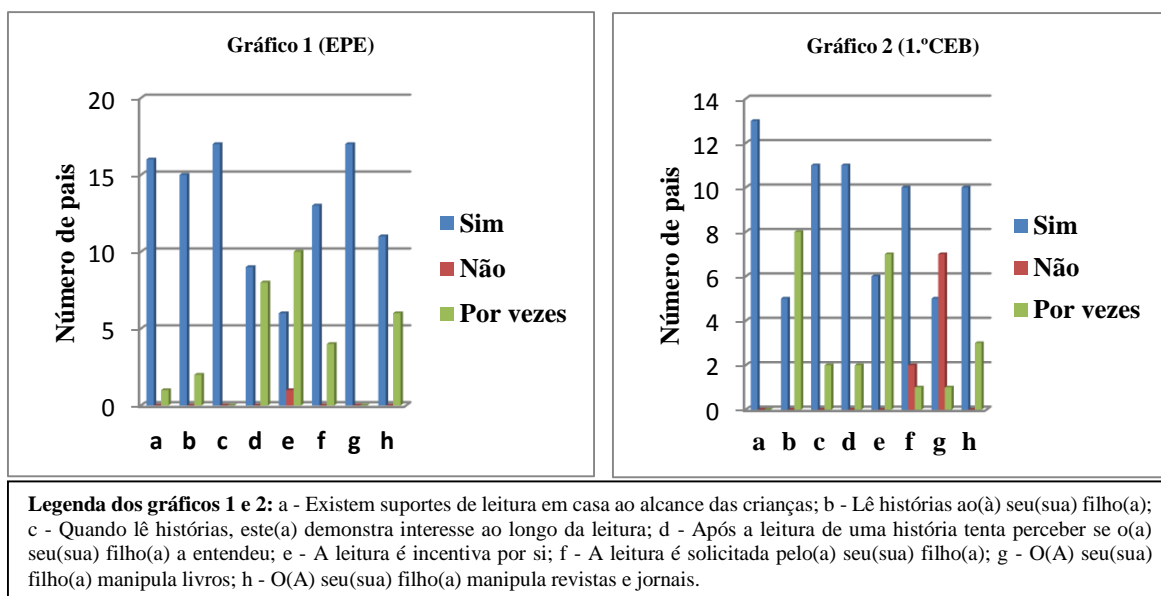 Gráfico 1 (EPE)
20
15
10
5
0
Número de pais
a b c d e f g h
Sim
Não
Por vezes
Gráfico 2 (1.ºCEB)
14
12
10
8
6
4
2
0
Número de pais
a b c d e f g h
Sim
Não
Por vezes
Legenda dos gráficos 1 e 2: a - Existem suportes de leitura em casa ao alcance das crianças; b - Lê histórias ao(à) seu(sua) filho(a);
c - Quando lê histórias, este(a) demonstra interesse ao longo da leitura; d - Após a leitura de uma história tenta perceber se o(a)
seu(sua) filho(a) a entendeu; e - A leitura é incentiva por si; f - A leitura é solicitada pelo(a) seu(sua) filho(a); g - O(A) seu(sua)
filho(a) manipula livros; h - O(A) seu(sua) filho(a) manipula revistas e jornais.